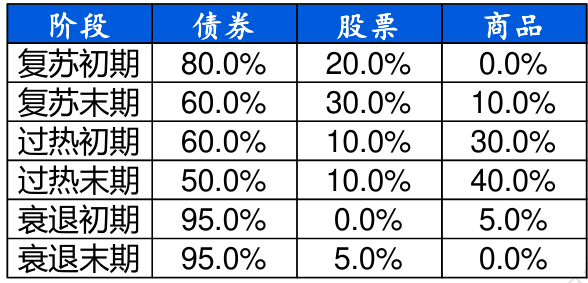 阶段 债券 股票 商品
复苏初期 80.0% 20.0% 0.0%
复苏末期 60.0% 30.0% 10.0%
过热初期 60.0% 10.0% 30.0%
过热末期 50.0% 10.0% 40.0%
衰退初期 95.0% 0.0% 5.0%
衰退末期 95.0% 5.0% 0.0%